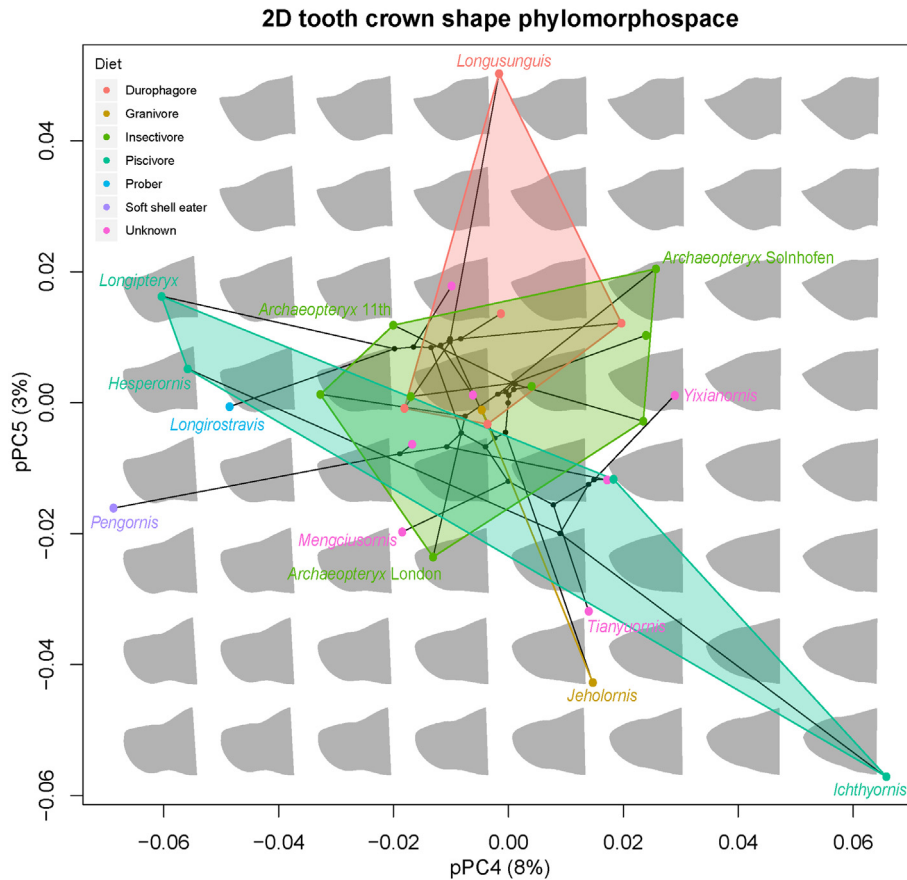 2D tooth crown shape phylomorphospace
Diet
Durophagore
Granivore
Insectivore
Piscivore
Prober
Soft shell eater
Unknown
Longusunguis
Archaeopteryx Solnhofen
Longipteryx
Archaeopteryx 11th
Hesperornis
Longirostravis
Yixianornis
Pengornis
Mengciusornis
Archaeopteryx London
Tianyuornis
Jeholornis
Ichthyornis
pPC5 (3%)
0.04
0.02
0.00
−0.02
−0.04
−0.06
−0.06
−0.04
−0.02
0.00
0.02
0.04
0.06
pPC4 (8%)